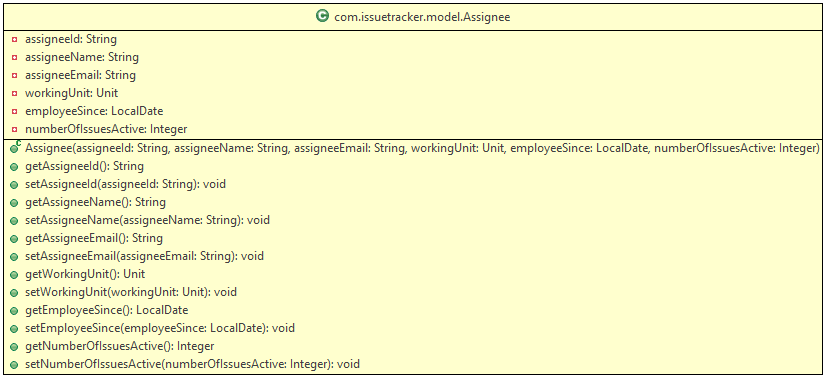 C com.issuetracker.model.Assignee
assigneeId: String
assigneeName: String
assigneeEmail: String
workingUnit: Unit
employeeSince: LocalDate
numberOfIssuesActive: Integer
C Assignee(assigneeId: String, assigneeName: String, assigneeEmail: String, workingUnit: Unit, employeeSince: LocalDate, numberOfIssuesActive: Integer)
getAssigneeId(): String
setAssigneeId(assigneeId: String): void
getAssigneeName(): String
setAssigneeName(assigneeName: String): void
getAssigneeEmail(): String
setAssigneeEmail(assigneeEmail: String): void
getWorkingUnit(): Unit
setWorkingUnit(workingUnit: Unit): void
getEmployeeSince(): LocalDate
setEmployeeSince(employeeSince: LocalDate): void
getNumberOfIssuesActive(): Integer
setNumberOfIssuesActive(numberOfIssuesActive: Integer): void